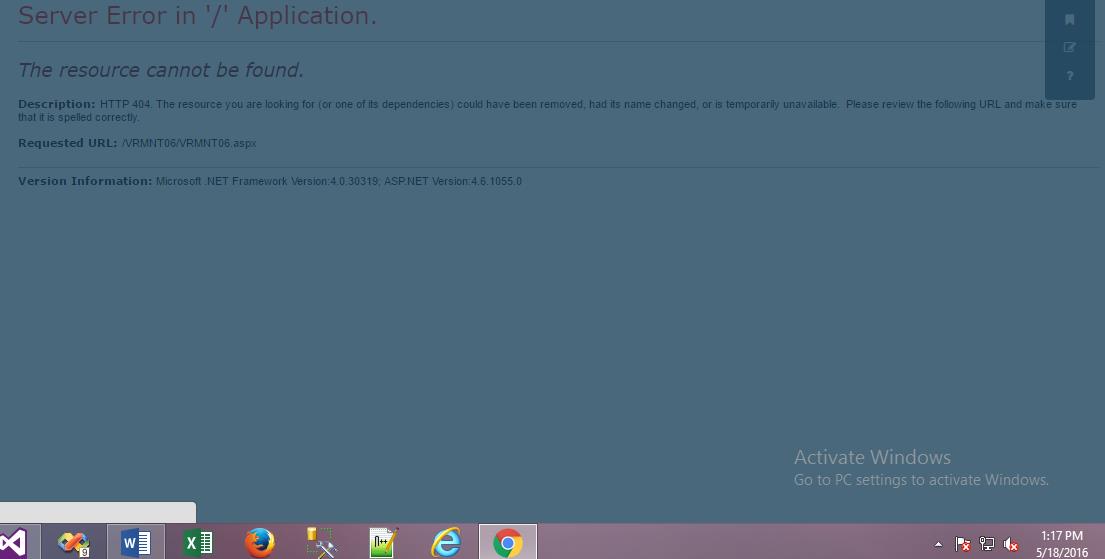 Server Error in '/' Application.
The resource cannot be found.
Description: HTTP 404. The resource you are looking for (or one of its dependencies) could have been removed, had its name changed, or is temporarily unavailable.  Please review the following URL and make sure
that it is spelled correctly.
Requested URL: /VRMNT06/VRMNT06.aspx
Version Information: Microsoft .NET Framework Version:4.0.30319; ASP.NET Version:4.6.1055.0
?
Activate Windows
Go to PC settings to activate Windows.
9
W
X
N++
1:17 PM
5/18/2016